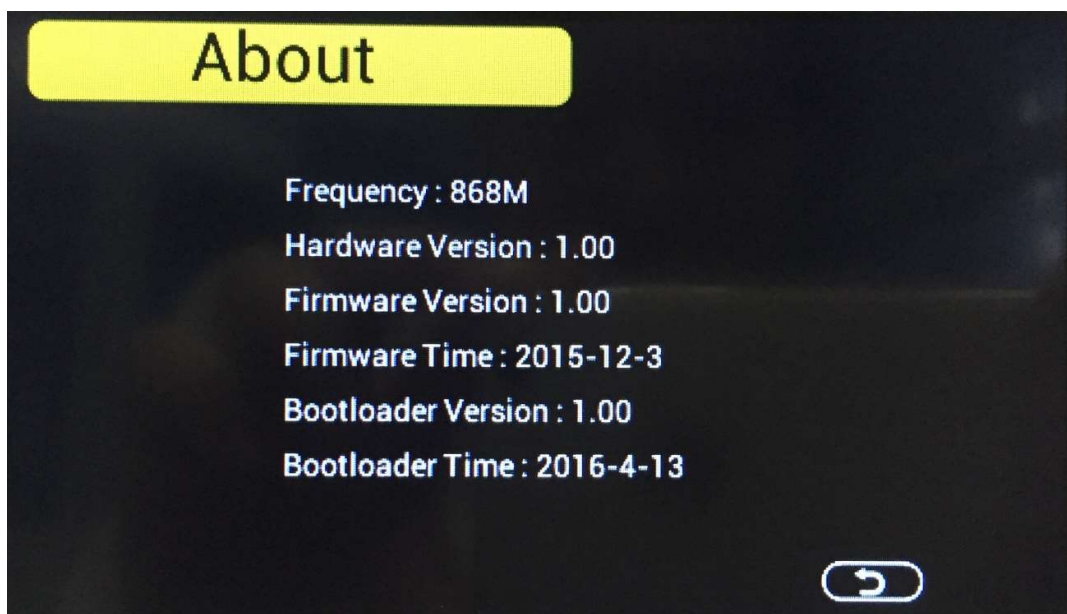 About
Frequency : 868M
Hardware Version : 1.00
Firmware Version : 1.00
Firmware Time : 2015-12-3
Bootloader Version : 1.00
Bootloader Time : 2016-4-13